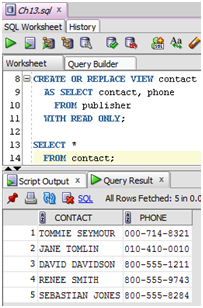 Ch13.sql
SQL Worksheet History
Worksheet Query Builder
8 CREATE OR REPLACE VIEW contact
9 AS SELECT contact, phone
10 FROM publisher
11 WITH READ ONLY;
12
13 SELECT *
14 FROM contact;
Script Output Query Result
SQL All Rows Fetched: 5 in 0.0
CONTACT PHONE
1 TOMMIE SEYMOUR 000-714-8321
2 JANE TOMLIN 010-410-0010
3 DAVID DAVIDSON 800-555-1211
4 RENEE SMITH 800-555-9743
5 SEBASTIAN JONES 800-555-8284